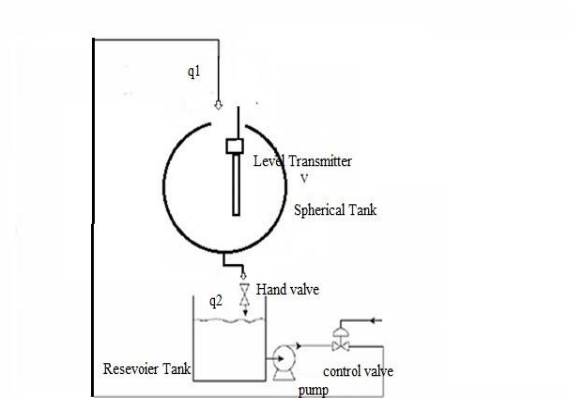 q1
Level Transmitter
V
Spherical Tank
Hand valve
q2
Resevoier Tank
control valve
pump